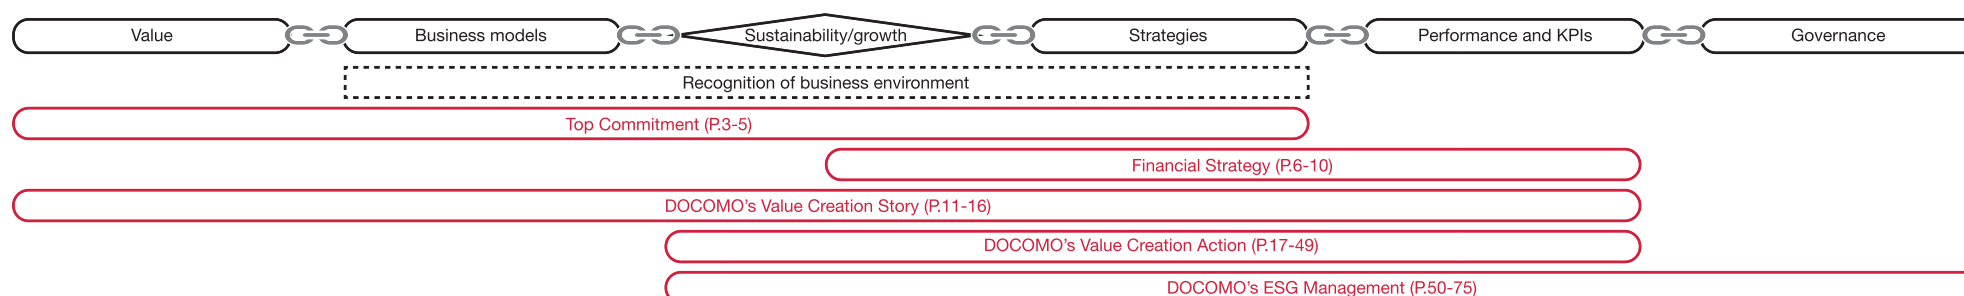 Value
Business models
Sustainability/growth
Strategies
Performance and KPIs
Governance
Recognition of business environment
Top Commitment (P.3-5)
Financial Strategy (P.6-10)
DOCOMO’s Value Creation Story (P.11-16)
DOCOMO’s Value Creation Action (P.17-49)
DOCOMO’s ESG Management (P.50-75)